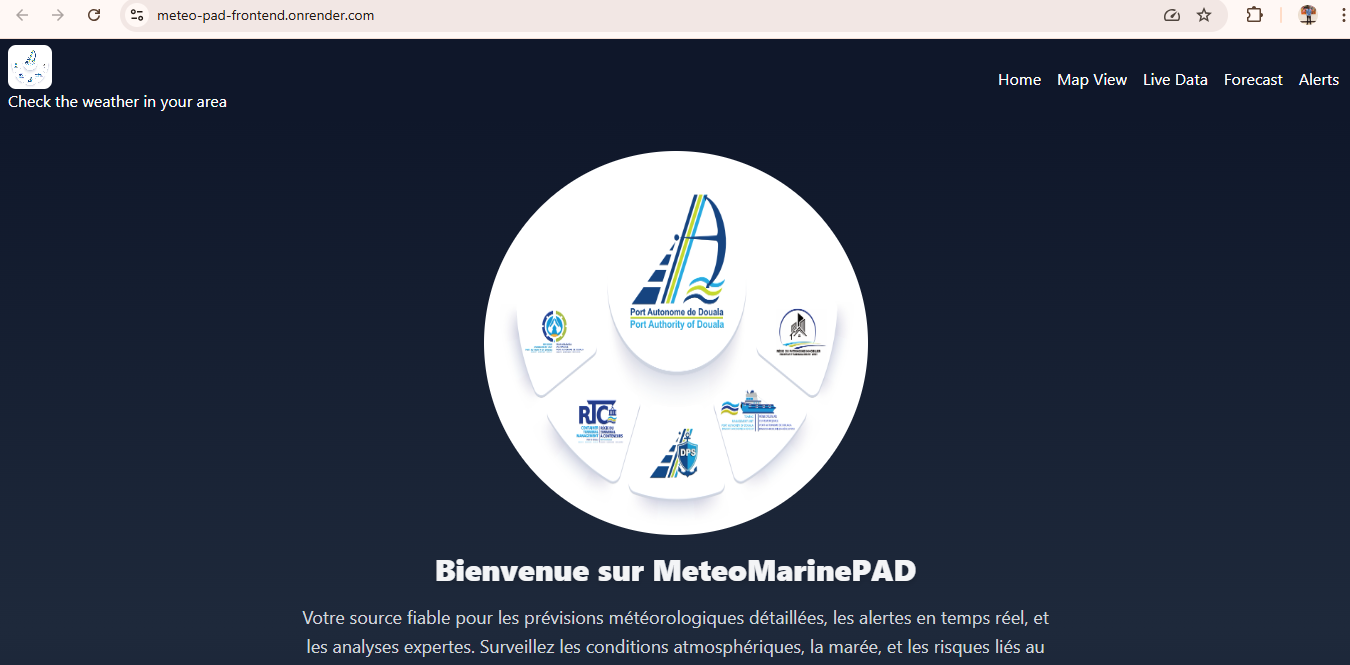 meteo-pad-frontend.onrender.com
Check the weather in your area
Home Map View Live Data Forecast Alerts
Port Autonome de Douala
Port Authority of Douala
RTC
DPS
Bienvenue sur MeteoMarinePAD
Votre source fiable pour les prévisions météorologiques détaillées, les alertes en temps réel, et
les analyses expertes. Surveillez les conditions atmosphériques, la marée, et les risques liés au